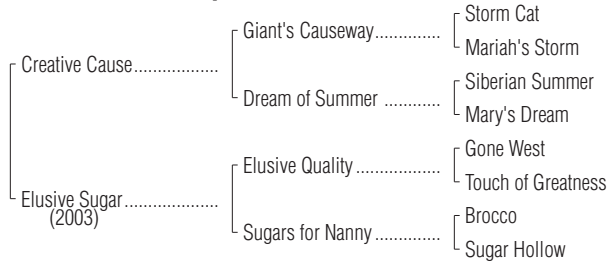 Storm Cat
Giant's Causeway..............
Mariah's Storm
Creative Cause..................
Siberian Summer
Dream of Summer ............
Mary's Dream
Gone West
Elusive Quality .................
Touch of Greatness
Elusive Sugar....................
(2003)
Brocco
Sugars for Nanny ..............
Sugar Hollow